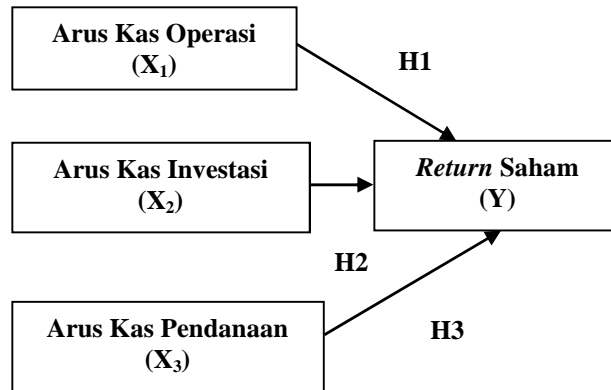 Arus Kas Operasi
(X₁)
H1
Arus Kas Investasi
(X₂)
Return Saham
(Y)
H2
Arus Kas Pendanaan
(X₃)
H3